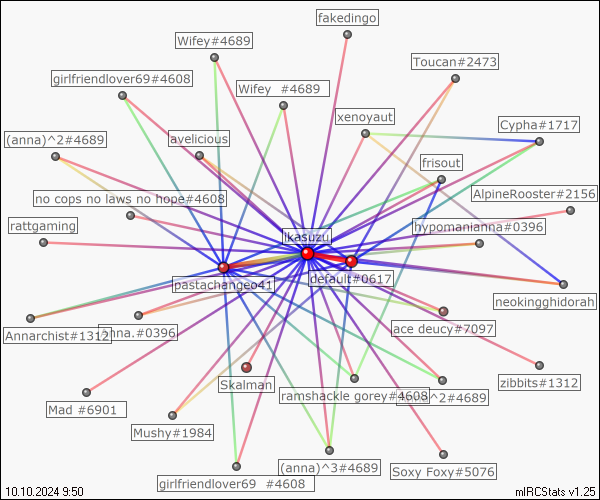 fakedingo
Wifey#4689
Toucan#2473
girlfriendlover69#4608
Wifey #4689
xenoyaut
Cypha#1717
(anna)^2#4689
avelicious
frisout
no cops no laws no hope#4608
AlpineRooster#2156
rattgaming
hypomanianna#0396
lkasuzu
pastachangeo41
default#0617
neokingghidorah
Annarchist#1312
anna.#0396
ace deucy#7097
Skalman
zibbits#1312
ramshackle gorey#4608
^2#4689
Mad #6901
Mushy#1984
(anna)^3#4689
Soxy Foxy#5076
girlfriendlover69 #4608
10.10.2024 9:50
mIRCStats v1.25